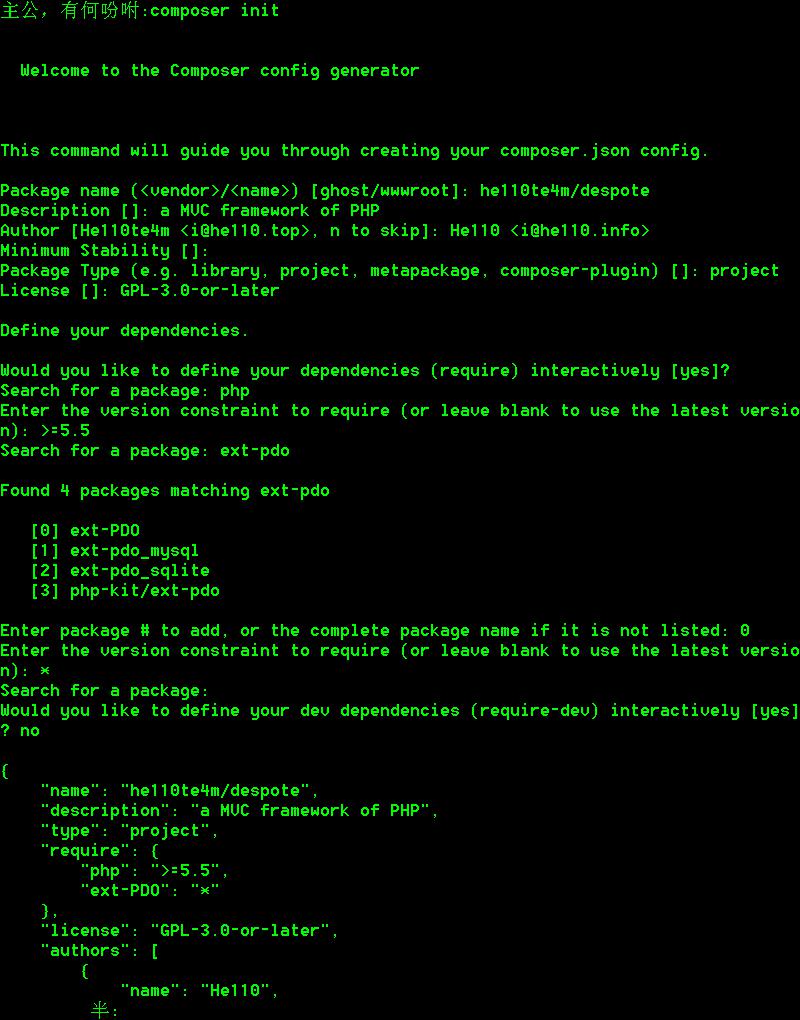 主公，有何吩咐:composer init
Welcome to the Composer config generator
This command will guide you through creating your composer.json config.
Package name (<vendor>/<name>) [ghost/wwwroot]: he110te4m/despote
Description []: a MVC framework of PHP
Author [He110te4m <i@he110.top>, n to skip]: He110 <i@he110.info>
Minimum Stability []:
Package Type (e.g. library, project, metapackage, composer-plugin) []: project
License []: GPL-3.0-or-later
Define your dependencies.
Would you like to define your dependencies (require) interactively [yes]?
Search for a package: php
Enter the version constraint to require (or leave blank to use the latest versio
n): >=5.5
Search for a package: ext-pdo
Found 4 packages matching ext-pdo
[0] ext-PDO
[1] ext-pdo_mysql
[2] ext-pdo_sqlite
[3] php-kit/ext-pdo
Enter package # to add, or the complete package name if it is not listed: 0
Enter the version constraint to require (or leave blank to use the latest versio
n): *
Search for a package:
Would you like to define your dev dependencies (require-dev) interactively [yes]
? no
{
"name": "he110te4m/despote",
"description": "a MVC framework of PHP",
"type": "project",
"require": {
"php": ">=5.5",
"ext-PDO": "*"
},
"license": "GPL-3.0-or-later",
"authors": [
{
"name": "He110",
半: